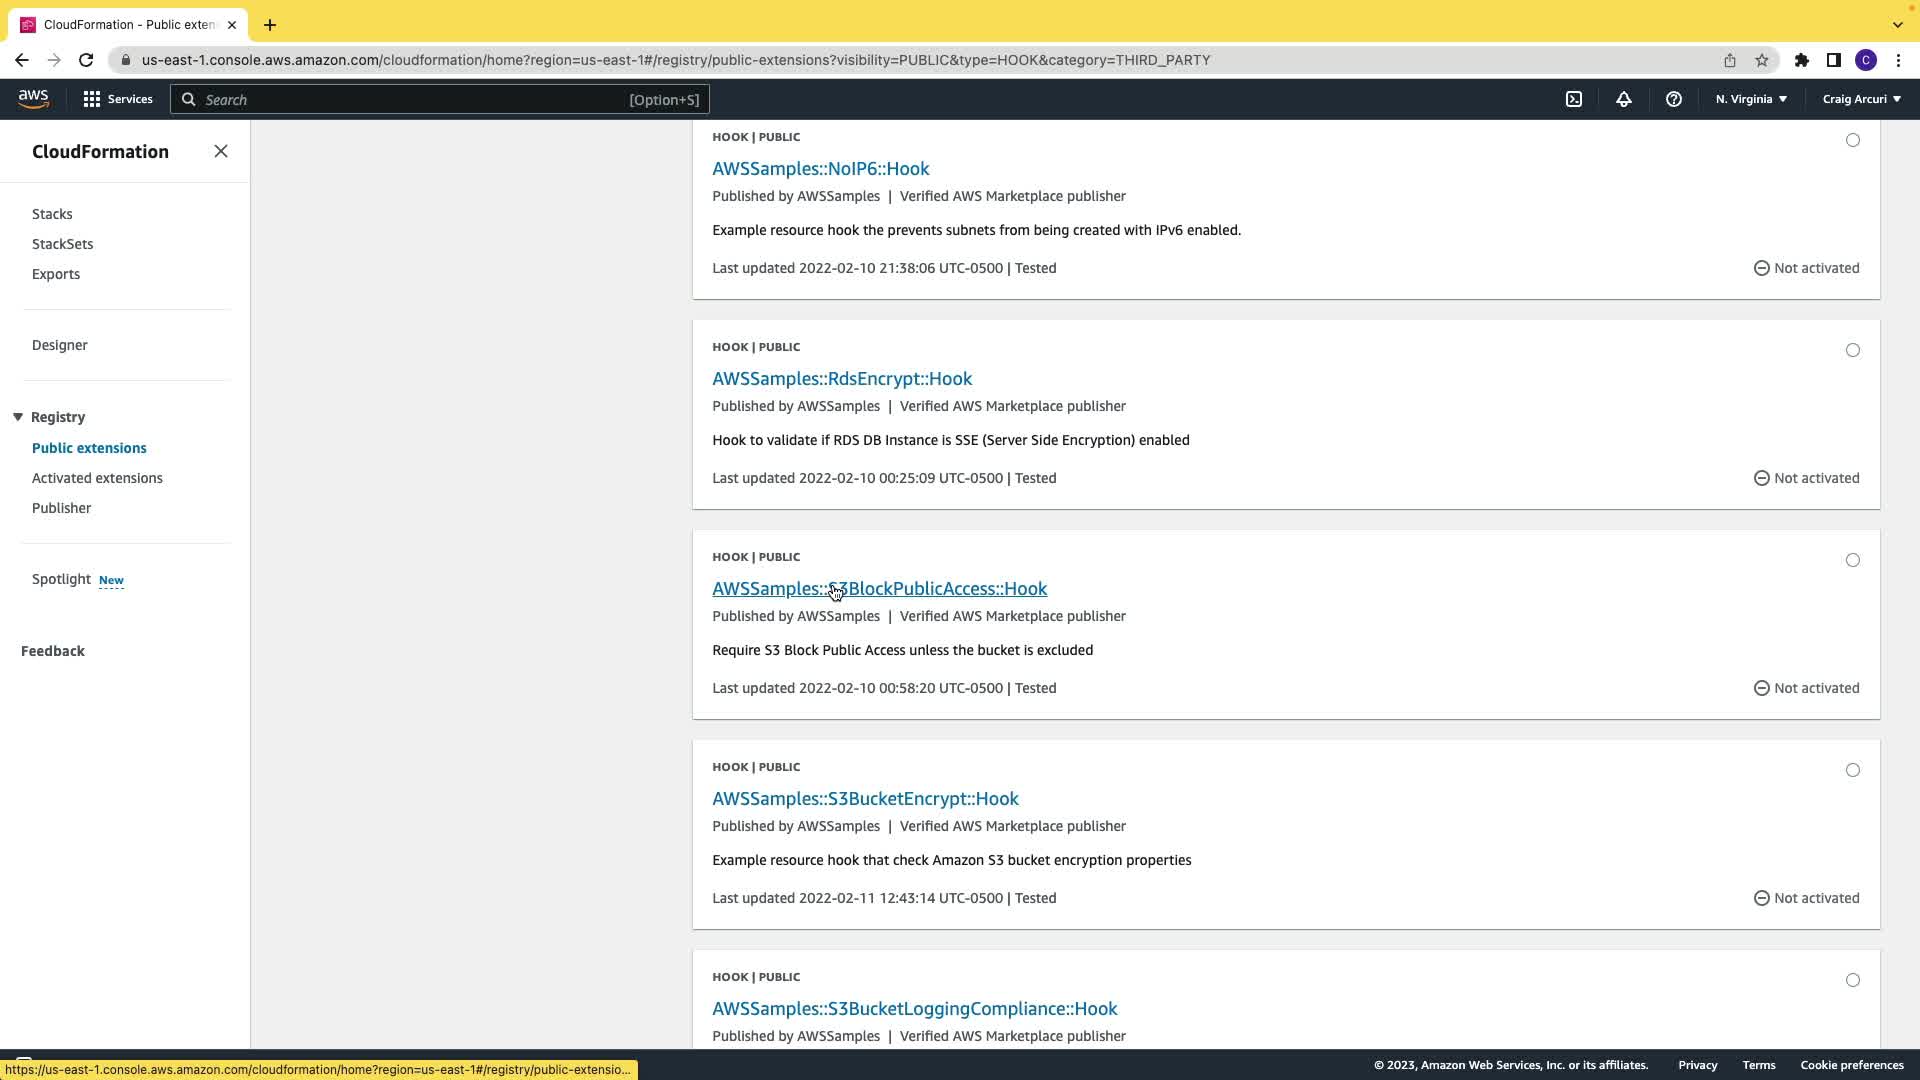 CloudFormation - Public exten
us-east-1.console.aws.amazon.com/cloudformation/home?region=us-east-1#/registry/public-extensions?visibility=PUBLIC&type=HOOK&category=THIRD_PARTY
C
aws
Services
Search
[Option+S]
N. Virginia
Craig Arcuri
CloudFormation
Stacks
StackSets
Exports
Designer
Registry
Public extensions
Activated extensions
Publisher
Spotlight New
Feedback
HOOK | PUBLIC
AWSSamples::NoIP6::Hook
Published by AWSSamples | Verified AWS Marketplace publisher
Example resource hook the prevents subnets from being created with IPv6 enabled.
Last updated 2022-02-10 21:38:06 UTC-0500 | Tested
Not activated
HOOK | PUBLIC
AWSSamples::RdsEncrypt::Hook
Published by AWSSamples | Verified AWS Marketplace publisher
Hook to validate if RDS DB Instance is SSE (Server Side Encryption) enabled
Last updated 2022-02-10 00:25:09 UTC-0500 | Tested
Not activated
HOOK | PUBLIC
AWSSamples::S3BlockPublicAccess::Hook
Published by AWSSamples | Verified AWS Marketplace publisher
Require S3 Block Public Access unless the bucket is excluded
Last updated 2022-02-10 00:58:20 UTC-0500 | Tested
Not activated
HOOK | PUBLIC
AWSSamples::S3BucketEncrypt::Hook
Published by AWSSamples | Verified AWS Marketplace publisher
Example resource hook that check Amazon S3 bucket encryption properties
Last updated 2022-02-11 12:43:14 UTC-0500 | Tested
Not activated
HOOK | PUBLIC
AWSSamples::S3BucketLoggingCompliance::Hook
Published by AWSSamples | Verified AWS Marketplace publisher
https://us-east-1.console.aws.amazon.com/cloudformation/home?region=us-east-1#/registry/public-extensio...
© 2023, Amazon Web Services, Inc. or its affiliates.
Privacy
Terms
Cookie preferences